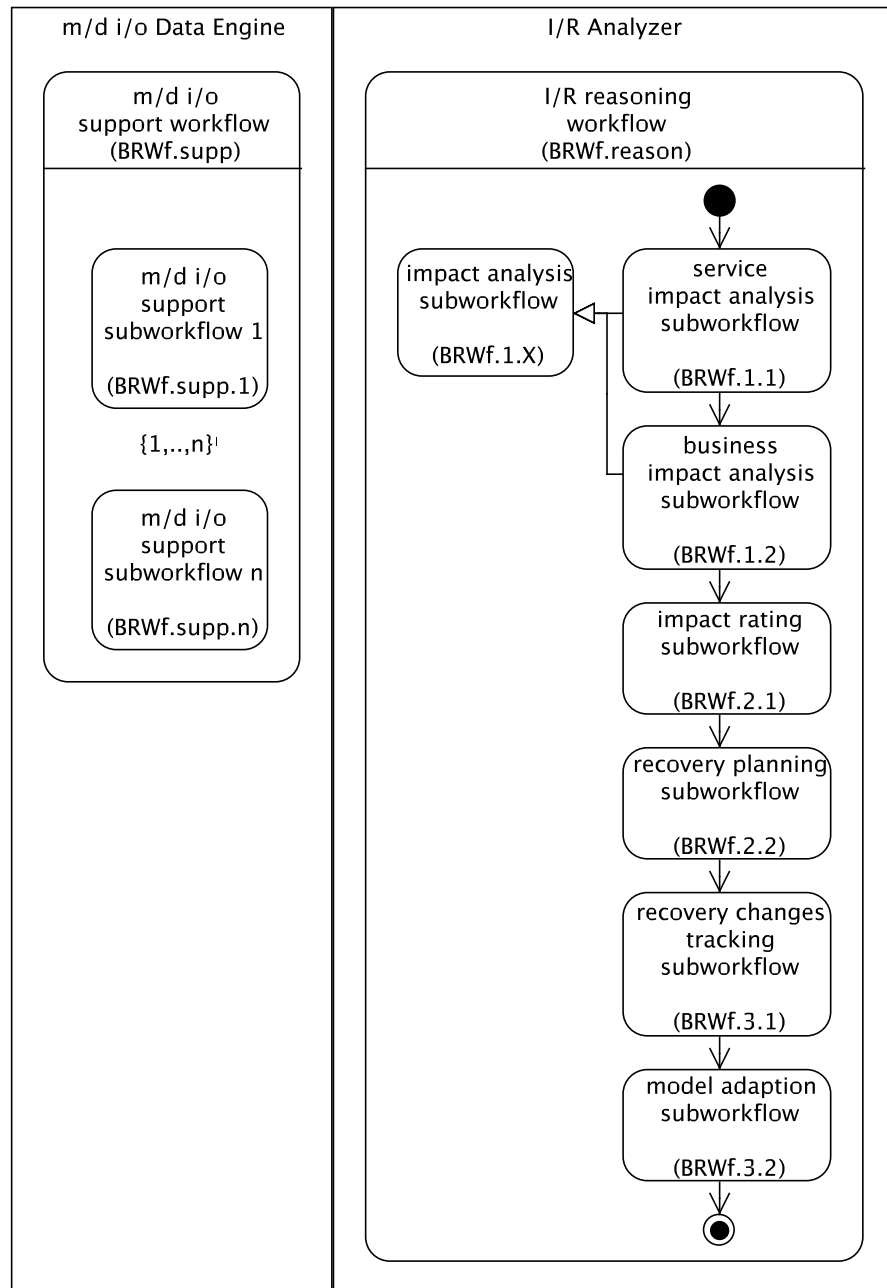 m/d i/o Data Engine
m/d i/o
support workflow
(BRWf.supp)
m/d i/o
support
subworkflow 1
(BRWf.supp.1)
{1,..,n}
m/d i/o
support
subworkflow n
(BRWf.supp.n)
I/R Analyzer
I/R reasoning
workflow
(BRWf.reason)
impact analysis
subworkflow
(BRWf.1.X)
service
impact analysis
subworkflow
(BRWf.1.1)
business
impact analysis
subworkflow
(BRWf.1.2)
impact rating
subworkflow
(BRWf.2.1)
recovery planning
subworkflow
(BRWf.2.2)
recovery changes
tracking
subworkflow
(BRWf.3.1)
model adaption
subworkflow
(BRWf.3.2)